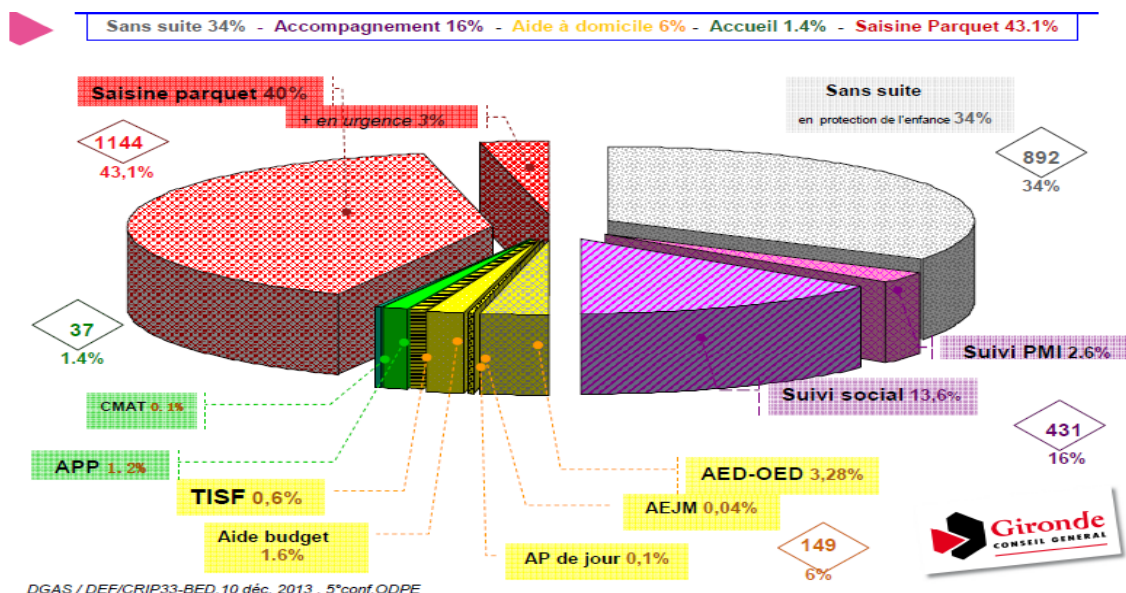 Sans suite 34% - Accompagnement 16% - Aide à domicile 6% - Accueil 1.4% - Saisine Parquet 43.1%
Saisine parquet 40%
+ en urgence 3%
Sans suite
en protection de l'enfance 34%
1144
43,1%
892
34%
37
1.4%
Suivi PMI 2.6%
Suivi social 13,6%
CMAT 0.1%
431
16%
APP 1.2%
AED-OED 3,28%
TISF 0,6%
AEJM 0,04%
Aide budget
1.6%
AP de jour 0,1%
149
6%
Gironde
CONSEIL GENERAL
DGAS / DEF/CRIP33-BED.10 déc. 2013 . 5°conf.ODPE